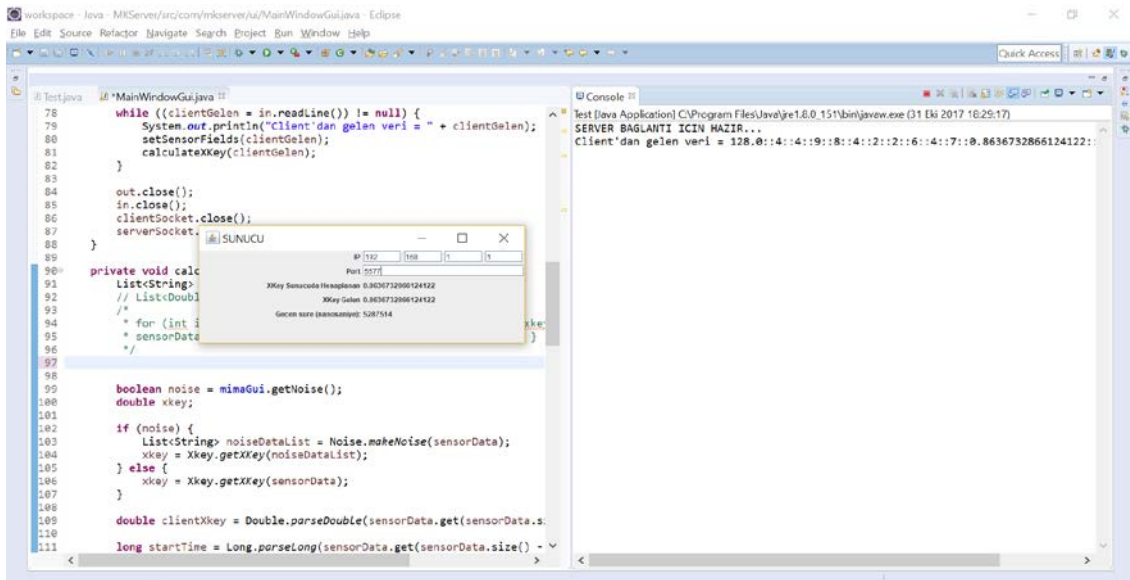 workspace - Java - MKServer/src/com/mkserver/ui/MainWindowGui.java - Eclipse
File Edit Source Refactor Navigate Search Project Run Window Help
Quick Access
Test.java *MainWindowGui.java
78 while ((clientGelen = in.readLine()) != null) {
79 System.out.println("Client'dan gelen veri = " + clientGelen);
80 setSensorFields(clientGelen);
81 calculateXKey(clientGelen);
82 }
83
84 out.close();
85 in.close();
86 clientSocket.close();
87 serverSocket.
88 }
89
90 private void calc
91 List<String>
92 // List<Doubl
93 /*
94 * for (int i xke
95 * sensorData }
96 */
97
98
99 boolean noise = mimaGui.getNoise();
100 double xkey;
101
102 if (noise) {
103 List<String> noiseDataList = Noise.makeNoise(sensorData);
104 xkey = Xkey.getXKey(noiseDataList);
105 } else {
106 xkey = Xkey.getXKey(sensorData);
107 }
108
109 double clientXkey = Double.parseDouble(sensorData.get(sensorData.s
110
111 long startTime = Long.parseLong(sensorData.get(sensorData.size() -
SUNUCU
IP 192 168 1 1
Port 5577
XKey Sunucuda Hesaplanan 0.8636732866124122
XKey Gelen 0.8636732866124122
Gecen sure (nanosaniye): 5287514
Console
Test [Java Application] C:\Program Files\Java\jre1.8.0_151\bin\javaw.exe (31 Eki 2017 18:29:17)
SERVER BAGLANTI ICIN HAZIR...
Client'dan gelen veri = 128.0::4::4::9::8::4::2::2::6::4::7::0.8636732866124122::